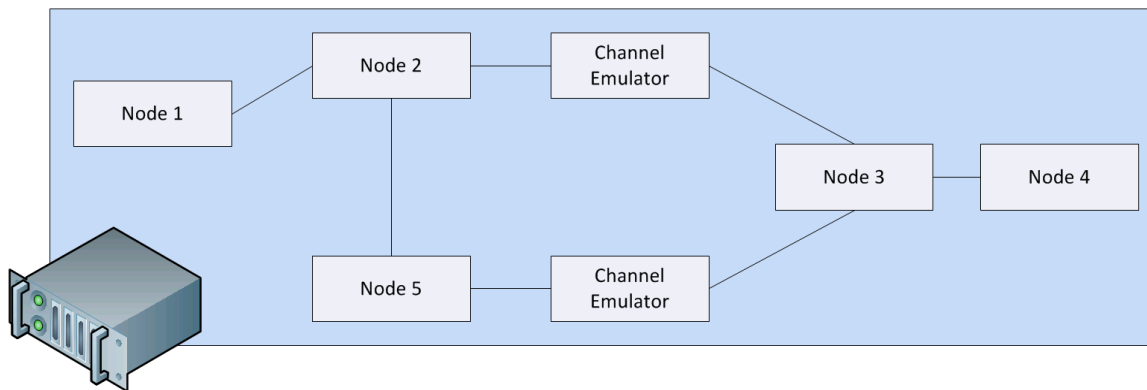 Node 1
Node 2
Channel
Emulator
Node 3
Node 4
Node 5
Channel
Emulator